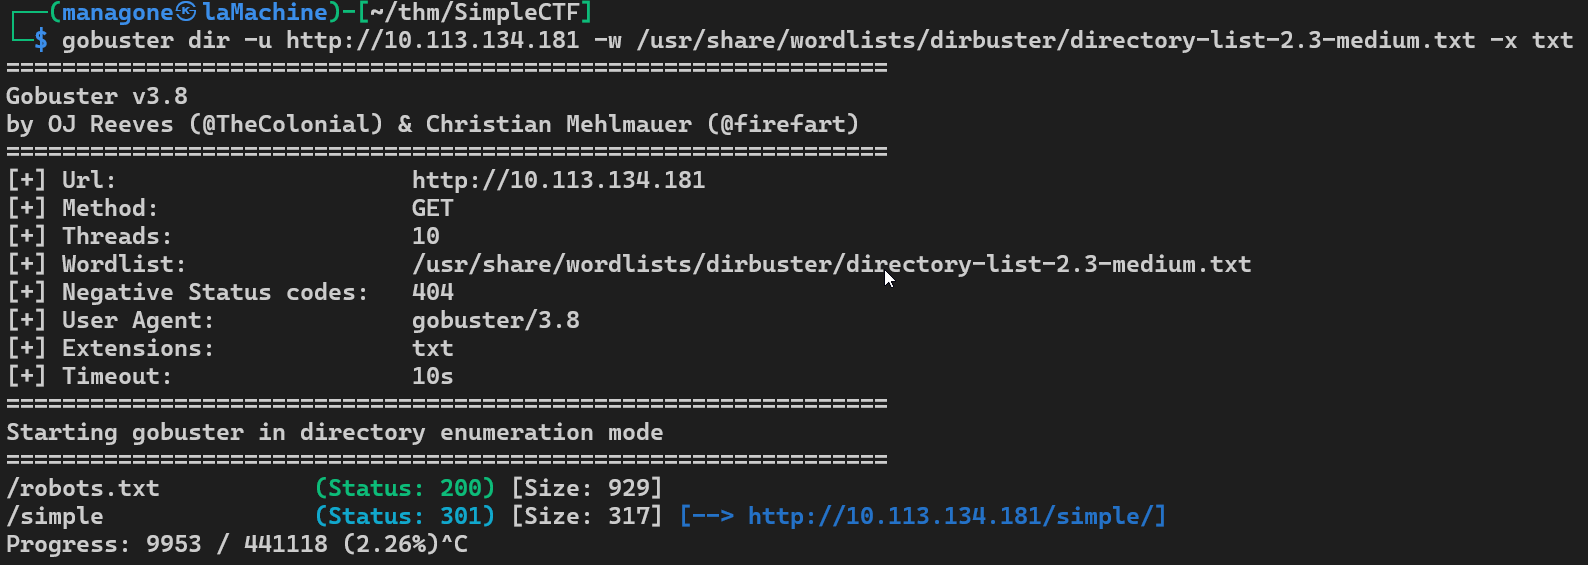 ┌──(managone㉿laMachine)-[~/thm/SimpleCTF]
└─$ gobuster dir -u http://10.113.134.181 -w /usr/share/wordlists/dirbuster/directory-list-2.3-medium.txt -x txt
===============================================================
Gobuster v3.8
by OJ Reeves (@TheColonial) & Christian Mehlmauer (@firefart)
===============================================================
[+] Url:                     http://10.113.134.181
[+] Method:                  GET
[+] Threads:                 10
[+] Wordlist:                /usr/share/wordlists/dirbuster/directory-list-2.3-medium.txt
[+] Negative Status codes:   404
[+] User Agent:              gobuster/3.8
[+] Extensions:              txt
[+] Timeout:                 10s
===============================================================
Starting gobuster in directory enumeration mode
===============================================================
/robots.txt           (Status: 200) [Size: 929]
/simple               (Status: 301) [Size: 317] [--> http://10.113.134.181/simple/]
Progress: 9953 / 441118 (2.26%)^C